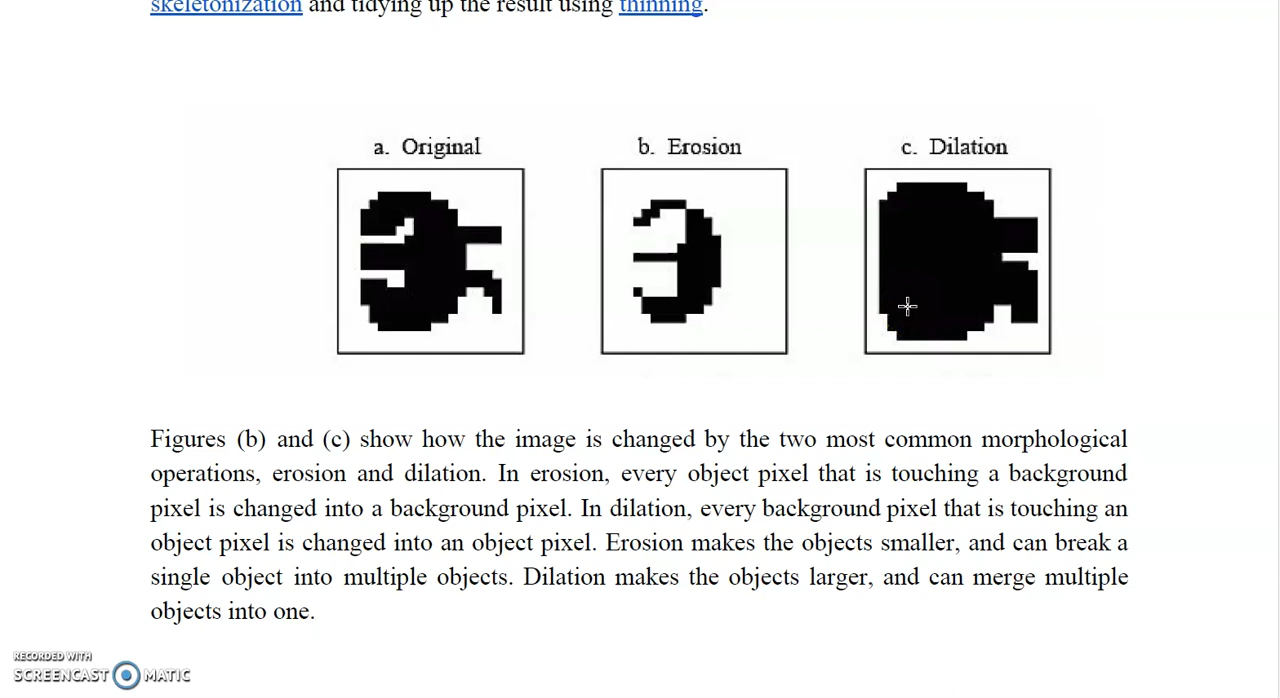 skeletonization and tidying up the result using thinning.
a. Original
b. Erosion
c. Dilation
Figures (b) and (c) show how the image is changed by the two most common morphological
operations, erosion and dilation. In erosion, every object pixel that is touching a background
pixel is changed into a background pixel. In dilation, every background pixel that is touching an
object pixel is changed into an object pixel. Erosion makes the objects smaller, and can break a
single object into multiple objects. Dilation makes the objects larger, and can merge multiple
objects into one.
RECORDED WITH
SCREENCAST MATIC